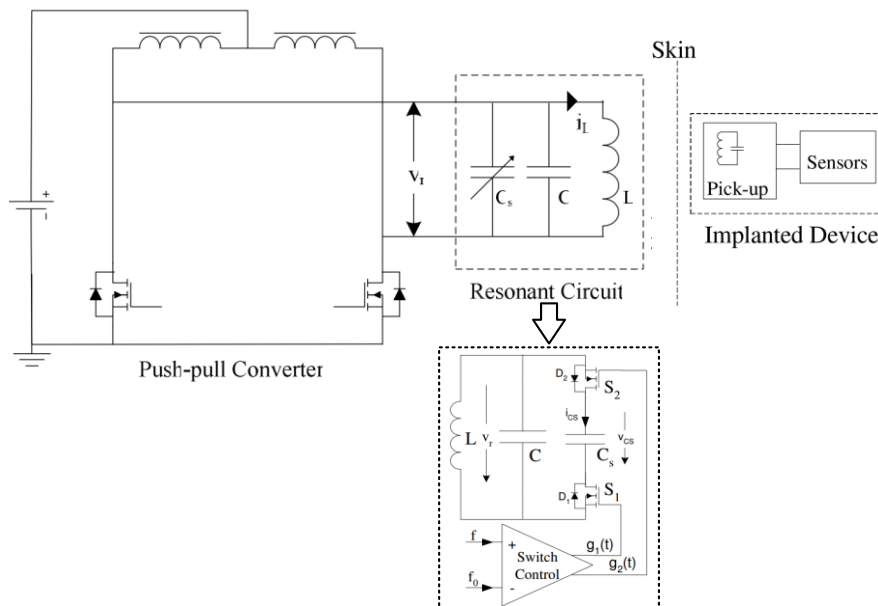 Skin
+
-
v_r
C_s
C
i_L
L
Pick-up
Sensors
Implanted Device
Resonant Circuit
Push-pull Converter
D_2
S_2
i_CS
L
v_r
C
C_s
v_CS
D_1
S_1
f
+
Switch
Control
g_1(t)
g_2(t)
f_0
-